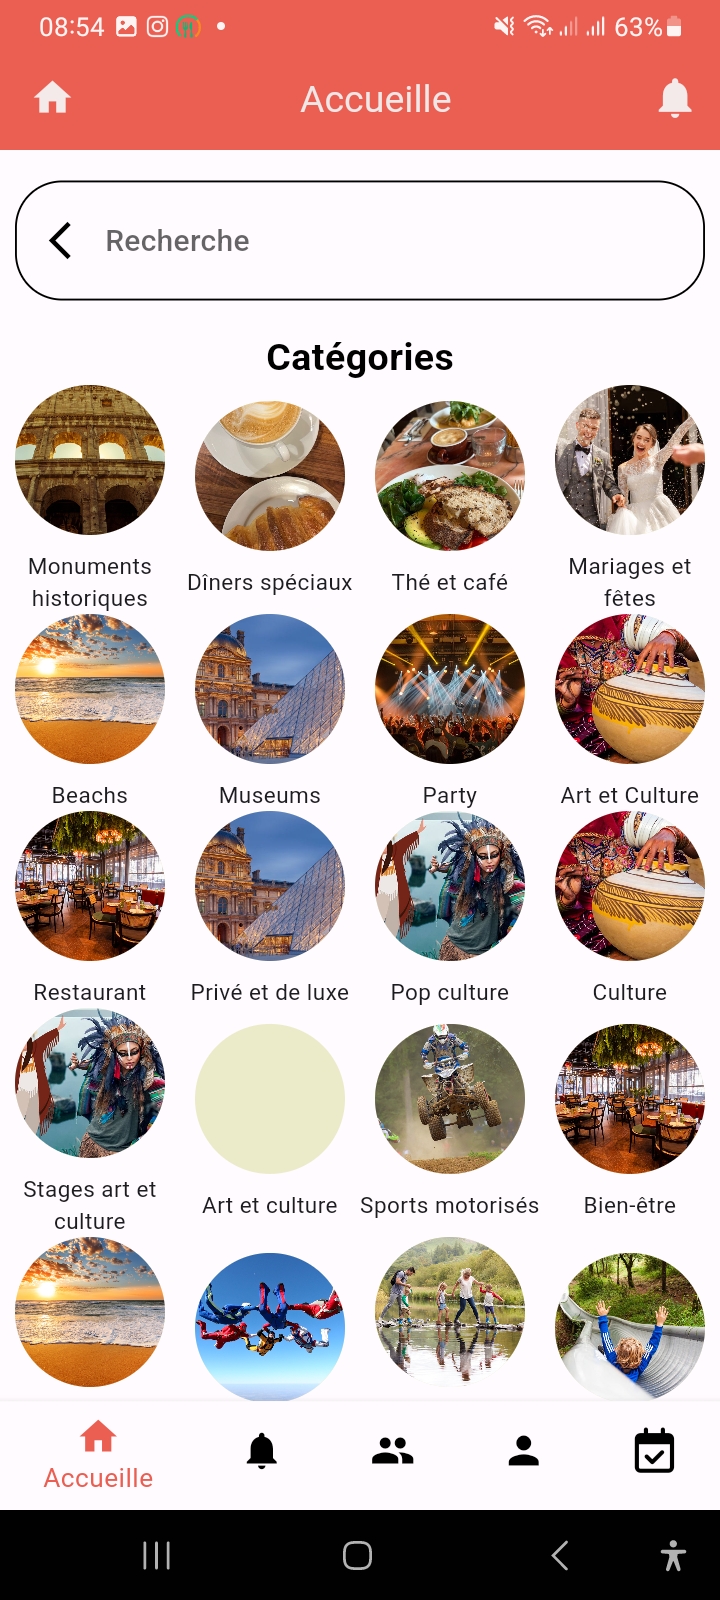 08:54
63%
Accueille
Recherche
Catégories
Monuments
historiques
Dîners spéciaux
Thé et café
Mariages et
fêtes
Beachs
Museums
Party
Art et Culture
Restaurant
Privé et de luxe
Pop culture
Culture
Stages art et
culture
Art et culture
Sports motorisés
Bien-être
Accueille